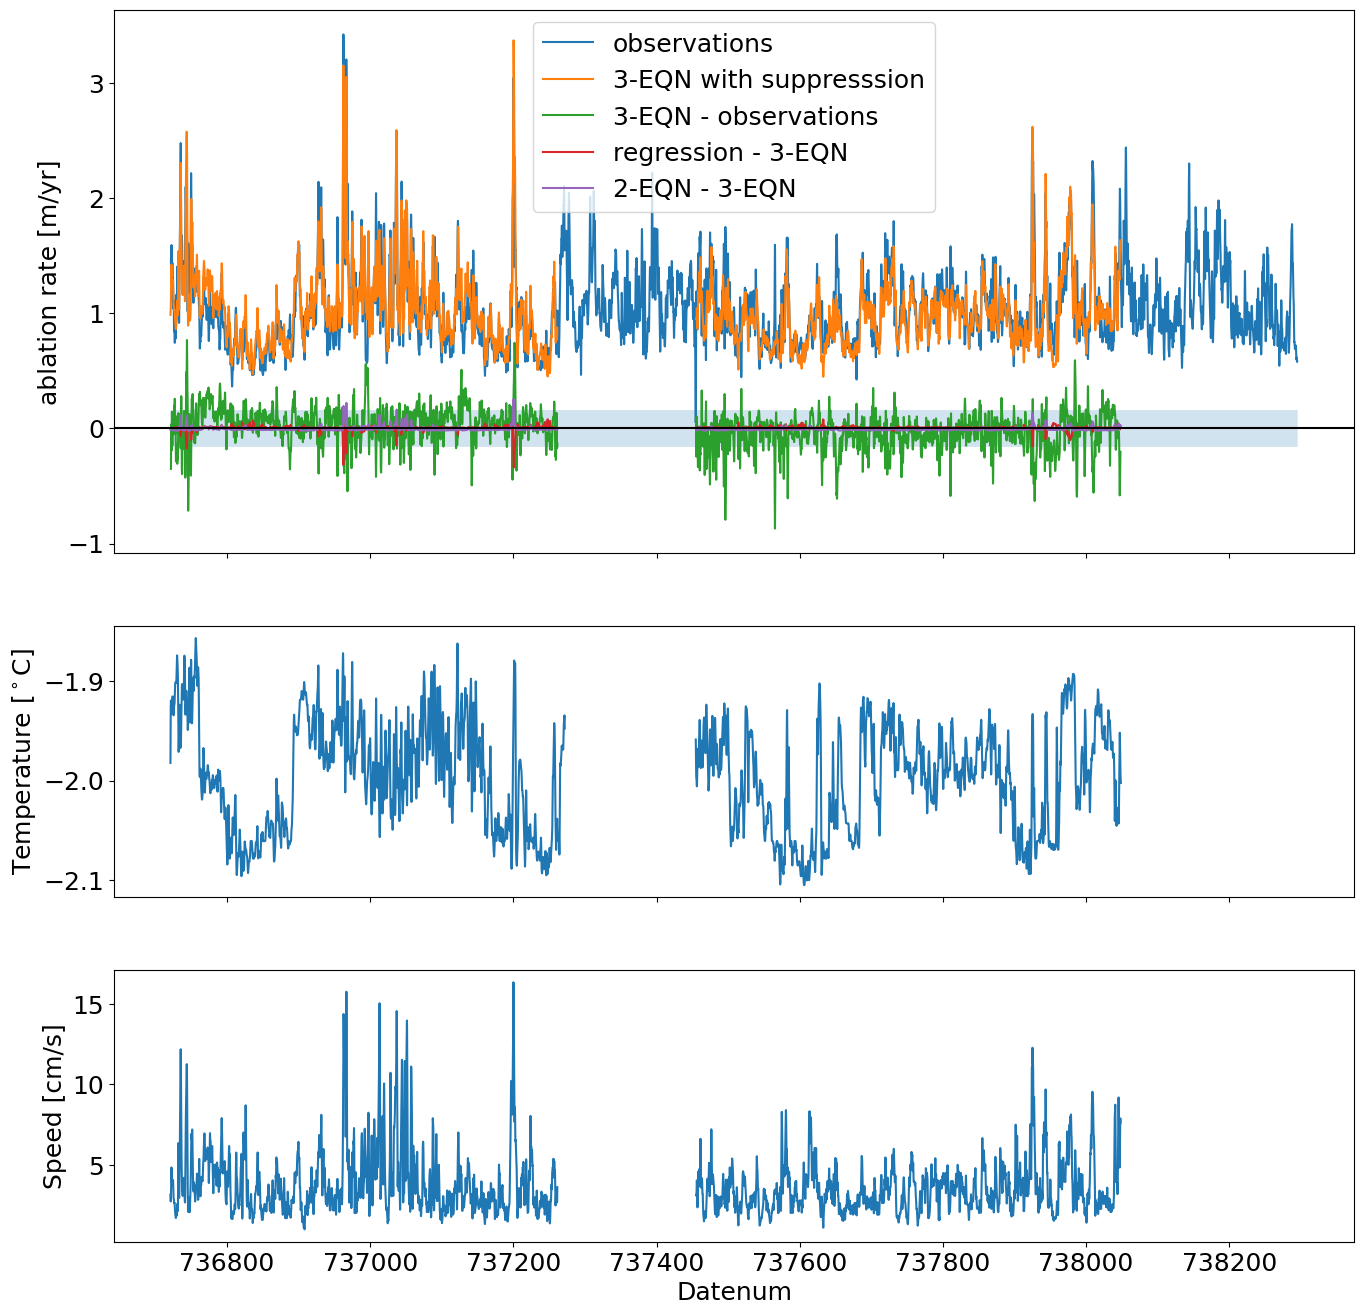 observations
3-EQN with suppresssion
3-EQN - observations
regression - 3-EQN
2-EQN - 3-EQN
ablation rate [m/yr]
3
2
1
0
−1
Temperature [°C]
−1.9
−2.0
−2.1
Speed [cm/s]
15
10
5
736800 737000 737200 737400 737600 737800 738000 738200
Datenum